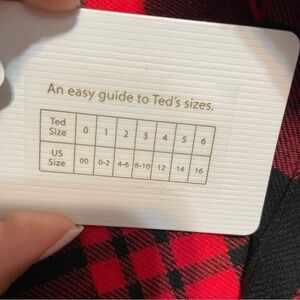 An easy guide to Ted's sizes.
Ted Size 0 1 2 3 4 5 6
US Size 00 0-2 4-6 8-10 12 14 16